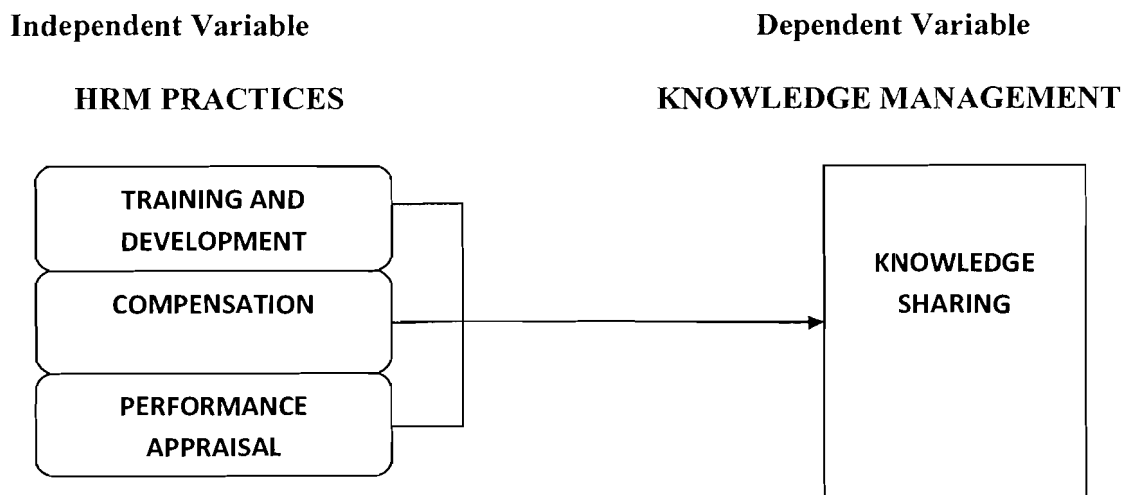 Independent Variable
Dependent Variable
HRM PRACTICES
KNOWLEDGE MANAGEMENT
TRAINING AND
DEVELOPMENT
COMPENSATION
PERFORMANCE
APPRAISAL
KNOWLEDGE
SHARING